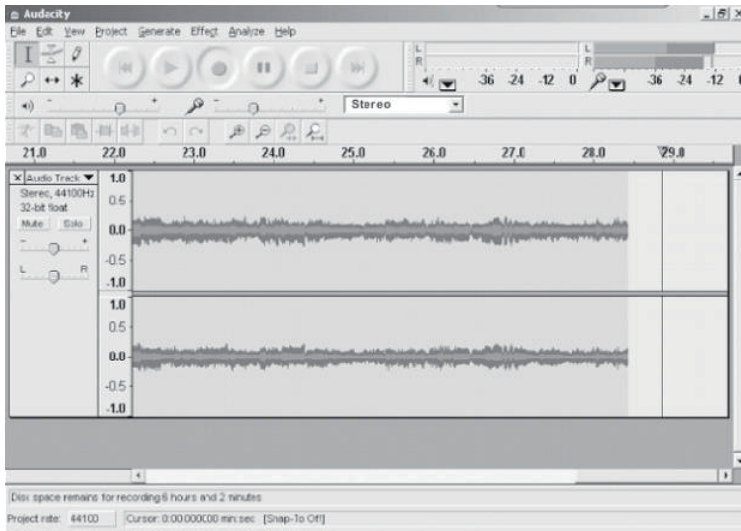 Audacity
File Edit View Project Generate Effect Analyze Help
L
R
-36 -24 -12 0
L
R
-36 -24 -12
- +
- +
Stereo
21.0 22.0 23.0 24.0 25.0 26.0 27.0 28.0 29.0
X Audio Track
Stereo, 44100Hz
32-bit float
Mute Solo
- +
L R
1.0
0.5
0.0
-0.5
-1.0
1.0
0.5
0.0
-0.5
-1.0
Disk space remains for recording 6 hours and 2 minutes
Project rate: 44100 Cursor: 0:00.000000 min:sec [Snap-To Off]